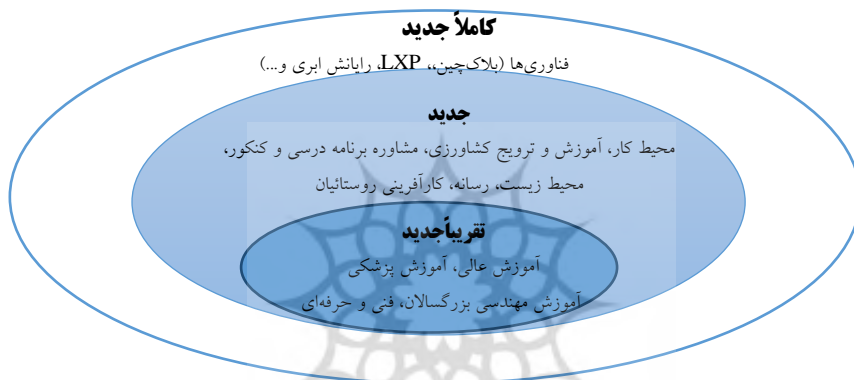 کاملاً جدید
فناوری‌ها (بلاک‌چین،، LXP، رایانش ابری و...)
جدید
محیط کار، آموزش و ترویج کشاورزی، مشاوره برنامه درسی و کنکور،
محیط زیست، رسانه، کارآفرینی روستائیان
تقریباًجدید
آموزش عالی، آموزش پزشکی
آموزش مهندسی بزرگسالان، فنی و حرفه‌ای